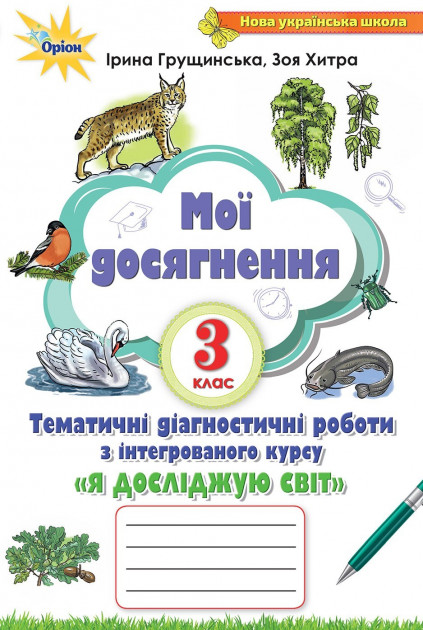 Нова українська школа
Оріон
Ірина Грущинська, Зоя Хитра
Мої
досягнення
3
клас
Тематичні діагностичні роботи
з інтегрованого курсу
«Я ДОСЛІДЖУЮ СВІТ»